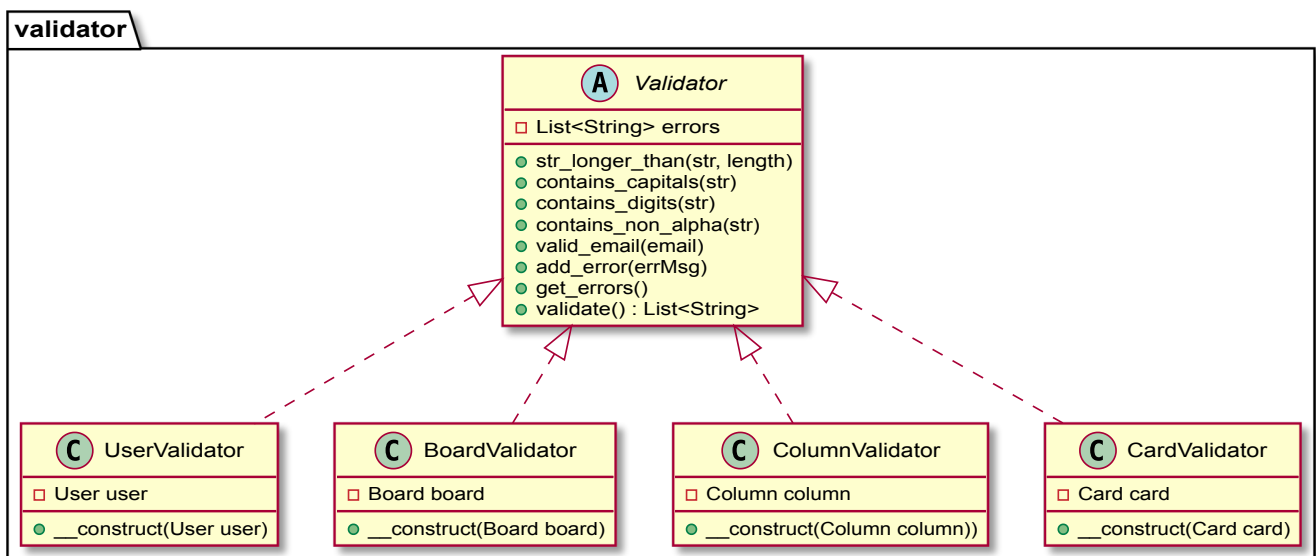 validator
A Validator
List<String> errors
str_longer_than(str, length)
contains_capitals(str)
contains_digits(str)
contains_non_alpha(str)
valid_email(email)
add_error(errMsg)
get_errors()
validate() : List<String>
C UserValidator
User user
__construct(User user)
C BoardValidator
Board board
__construct(Board board)
C ColumnValidator
Column column
__construct(Column column))
C CardValidator
Card card
__construct(Card card)